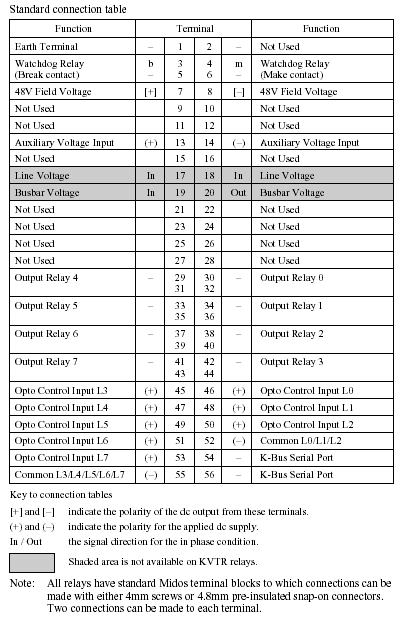 Standard connection table
Function Terminal Function
Earth Terminal – 1 2 – Not Used
Watchdog Relay b 3 4 m Watchdog Relay
(Break contact) – 5 6 – (Make contact)
48V Field Voltage [+] 7 8 [–] 48V Field Voltage
Not Used 9 10 Not Used
Not Used 11 12 Not Used
Auxiliary Voltage Input (+) 13 14 (–) Auxiliary Voltage Input
Not Used 15 16 Not Used
Line Voltage In 17 18 In Line Voltage
Busbar Voltage In 19 20 Out Busbar Voltage
Not Used 21 22 Not Used
Not Used 23 24 Not Used
Not Used 25 26 Not Used
Not Used 27 28 Not Used
Output Relay 4 – 29 30 – Output Relay 0
31 32
Output Relay 5 – 33 34 – Output Relay 1
35 36
Output Relay 6 – 37 38 – Output Relay 2
39 40
Output Relay 7 – 41 42 – Output Relay 3
43 44
Opto Control Input L3 (+) 45 46 (+) Opto Control Input L0
Opto Control Input L4 (+) 47 48 (+) Opto Control Input L1
Opto Control Input L5 (+) 49 50 (+) Opto Control Input L2
Opto Control Input L6 (+) 51 52 (–) Common L0/L1/L2
Opto Control Input L7 (+) 53 54 – K-Bus Serial Port
Common L3/L4/L5/L6/L7 (–) 55 56 – K-Bus Serial Port
Key to connection tables
[+] and [–] indicate the polarity of the dc output from these terminals.
(+) and (–) indicate the polarity for the applied dc supply.
In / Out the signal direction for the in phase condition.
Shaded area is not available on KVTR relays.
Note: All relays have standard Midos terminal blocks to which connections can be
made with either 4mm screws or 4.8mm pre-insulated snap-on connectors.
Two connections can be made to each terminal.